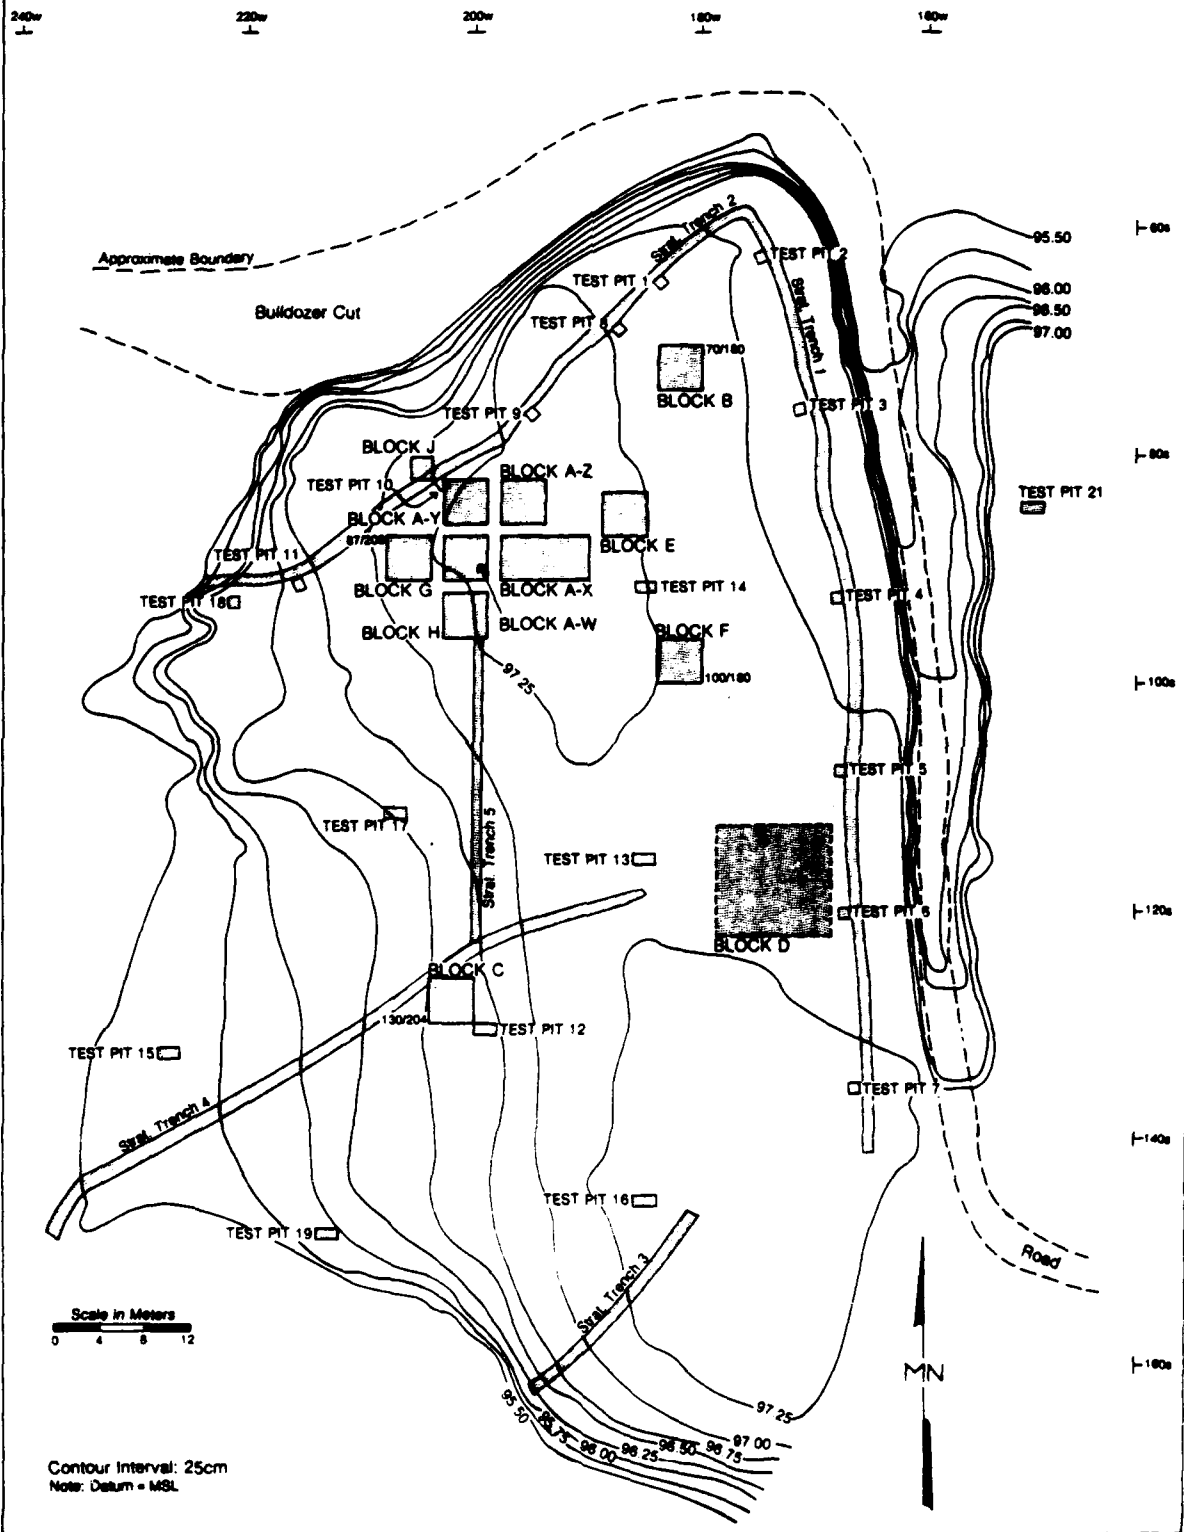 240w 220w 200w 180w 160w
60s
95.50
Strat. Trench 2
TEST PIT 2
Approximate Boundary
TEST PIT 1
96.00
Strat. Trench 1
96.50
Bulldozer Cut
TEST PIT 8
97.00
70/180
BLOCK B
TEST PIT 3
TEST PIT 9
BLOCK J
80s
BLOCK A-Z
TEST PIT 10
TEST PIT 21
BLOCK A-Y
87/208
BLOCK E
TEST PIT 11
BLOCK G
BLOCK A-X
TEST PIT 14
TEST PIT 18
TEST PIT 4
BLOCK H
BLOCK A-W
BLOCK F
97.25
100/180
100s
TEST PIT 5
TEST PIT 17
Strat. Trench 5
TEST PIT 13
TEST PIT 6
120s
BLOCK D
BLOCK C
130/204
TEST PIT 12
TEST PIT 15
TEST PIT 7
Strat. Trench 4
140s
TEST PIT 16
TEST PIT 19
Road
Strat. Trench 3
Scale in Meters
0 4 8 12
160s
MN
97.25
95.50
95.75
96.00
96.25
96.50
96.75
97.00
Contour Interval: 25cm
Note: Datum = MSL